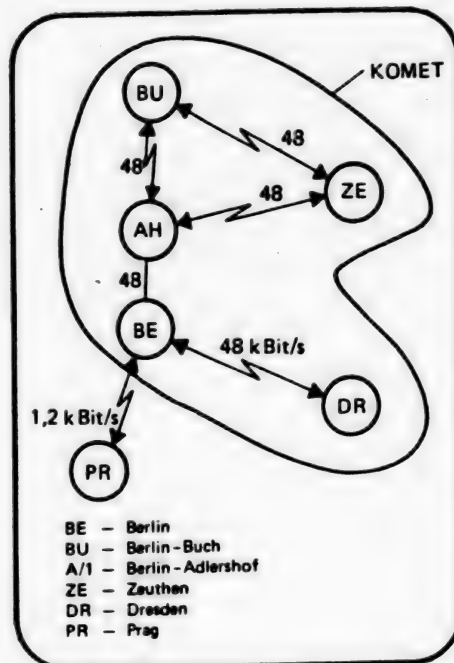 KOMET
BU
48
48
48
ZE
AH
48
BE
48 k Bit/s
1,2 k Bit/s
DR
PR
BE – Berlin
BU – Berlin-Buch
A/1 – Berlin-Adlershof
ZE – Zeuthen
DR – Dresden
PR – Prag